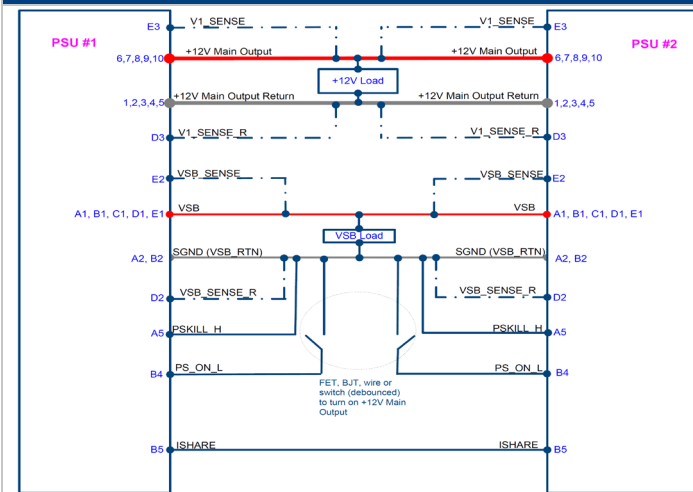 E3 V1_SENSE V1_SENSE E3
PSU #1 PSU #2
+12V Main Output +12V Main Output
6,7,8,9,10 6,7,8,9,10
+12V Load
+12V Main Output Return +12V Main Output Return
1,2,3,4,5 1,2,3,4,5
D3 V1_SENSE_R V1_SENSE_R D3
E2 VSB_SENSE VSB_SENSE E2
VSB VSB
A1, B1, C1, D1, E1 A1, B1, C1, D1, E1
VSB Load
SGND (VSB_RTN) SGND (VSB_RTN)
A2, B2 A2, B2
D2 VSB_SENSE_R VSB_SENSE_R D2
A5 PSKILL_H PSKILL_H A5
B4 PS_ON_L PS_ON_L B4
FET, BJT, wire or
switch (debounced)
to turn on +12V Main
Output
B5 ISHARE ISHARE B5